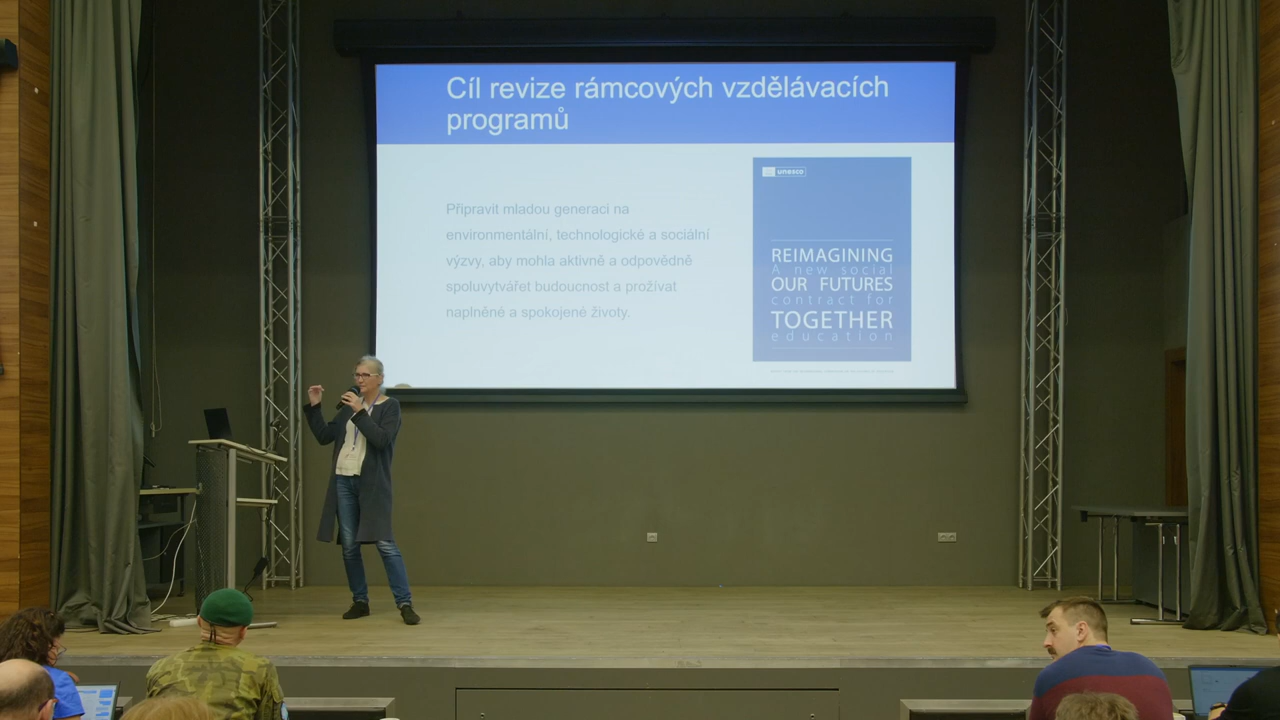 Cíl revize rámcových vzdělávacích
programů
Připravit mladou generaci na
environmentální, technologické a sociální
výzvy, aby mohla aktivně a odpovědně
spoluvytvářet budoucnost a prožívat
naplněné a spokojené životy.
unesco
REIMAGINING
A new social
OUR FUTURES
contract for
TOGETHER
education